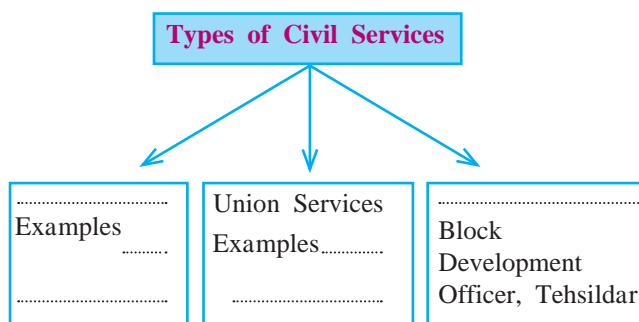 Types of Civil Services
....................
Examples
........
....................
Union Services
Examples........
................
............................
Block
Development
Officer, Tehsildar